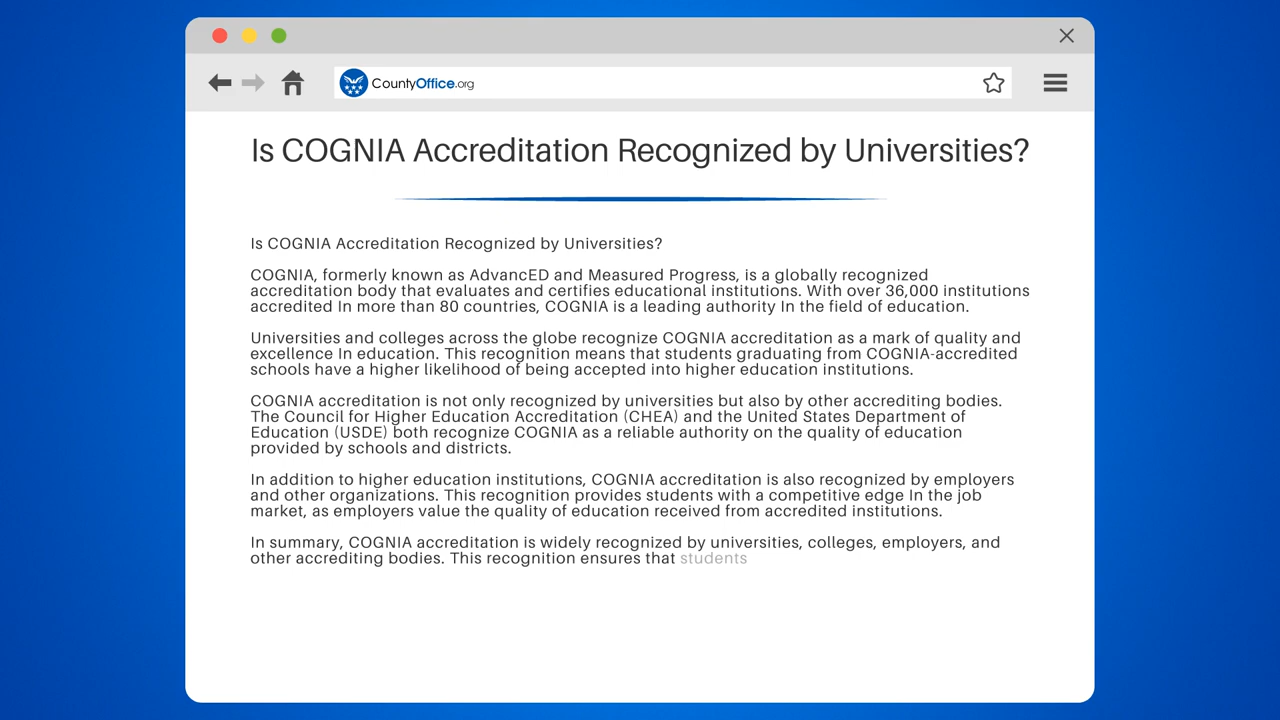 CountyOffice.org
Is COGNIA Accreditation Recognized by Universities?
Is COGNIA Accreditation Recognized by Universities?
COGNIA, formerly known as AdvancED and Measured Progress, is a globally recognized
accreditation body that evaluates and certifies educational institutions. With over 36,000 institutions
accredited In more than 80 countries, COGNIA is a leading authority In the field of education.
Universities and colleges across the globe recognize COGNIA accreditation as a mark of quality and
excellence In education. This recognition means that students graduating from COGNIA-accredited
schools have a higher likelihood of being accepted into higher education institutions.
COGNIA accreditation is not only recognized by universities but also by other accrediting bodies.
The Council for Higher Education Accreditation (CHEA) and the United States Department of
Education (USDE) both recognize COGNIA as a reliable authority on the quality of education
provided by schools and districts.
In addition to higher education institutions, COGNIA accreditation is also recognized by employers
and other organizations. This recognition provides students with a competitive edge In the job
market, as employers value the quality of education received from accredited institutions.
In summary, COGNIA accreditation is widely recognized by universities, colleges, employers, and
other accrediting bodies. This recognition ensures that students